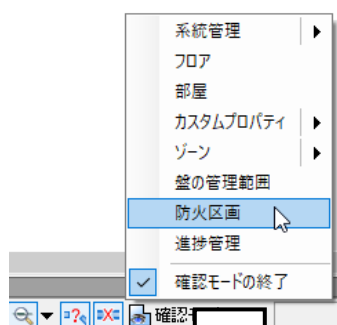 系統管理
フロア
部屋
カスタムプロパティ
ゾーン
盤の管理範囲
防火区画
進捗管理
確認モードの終了
確認